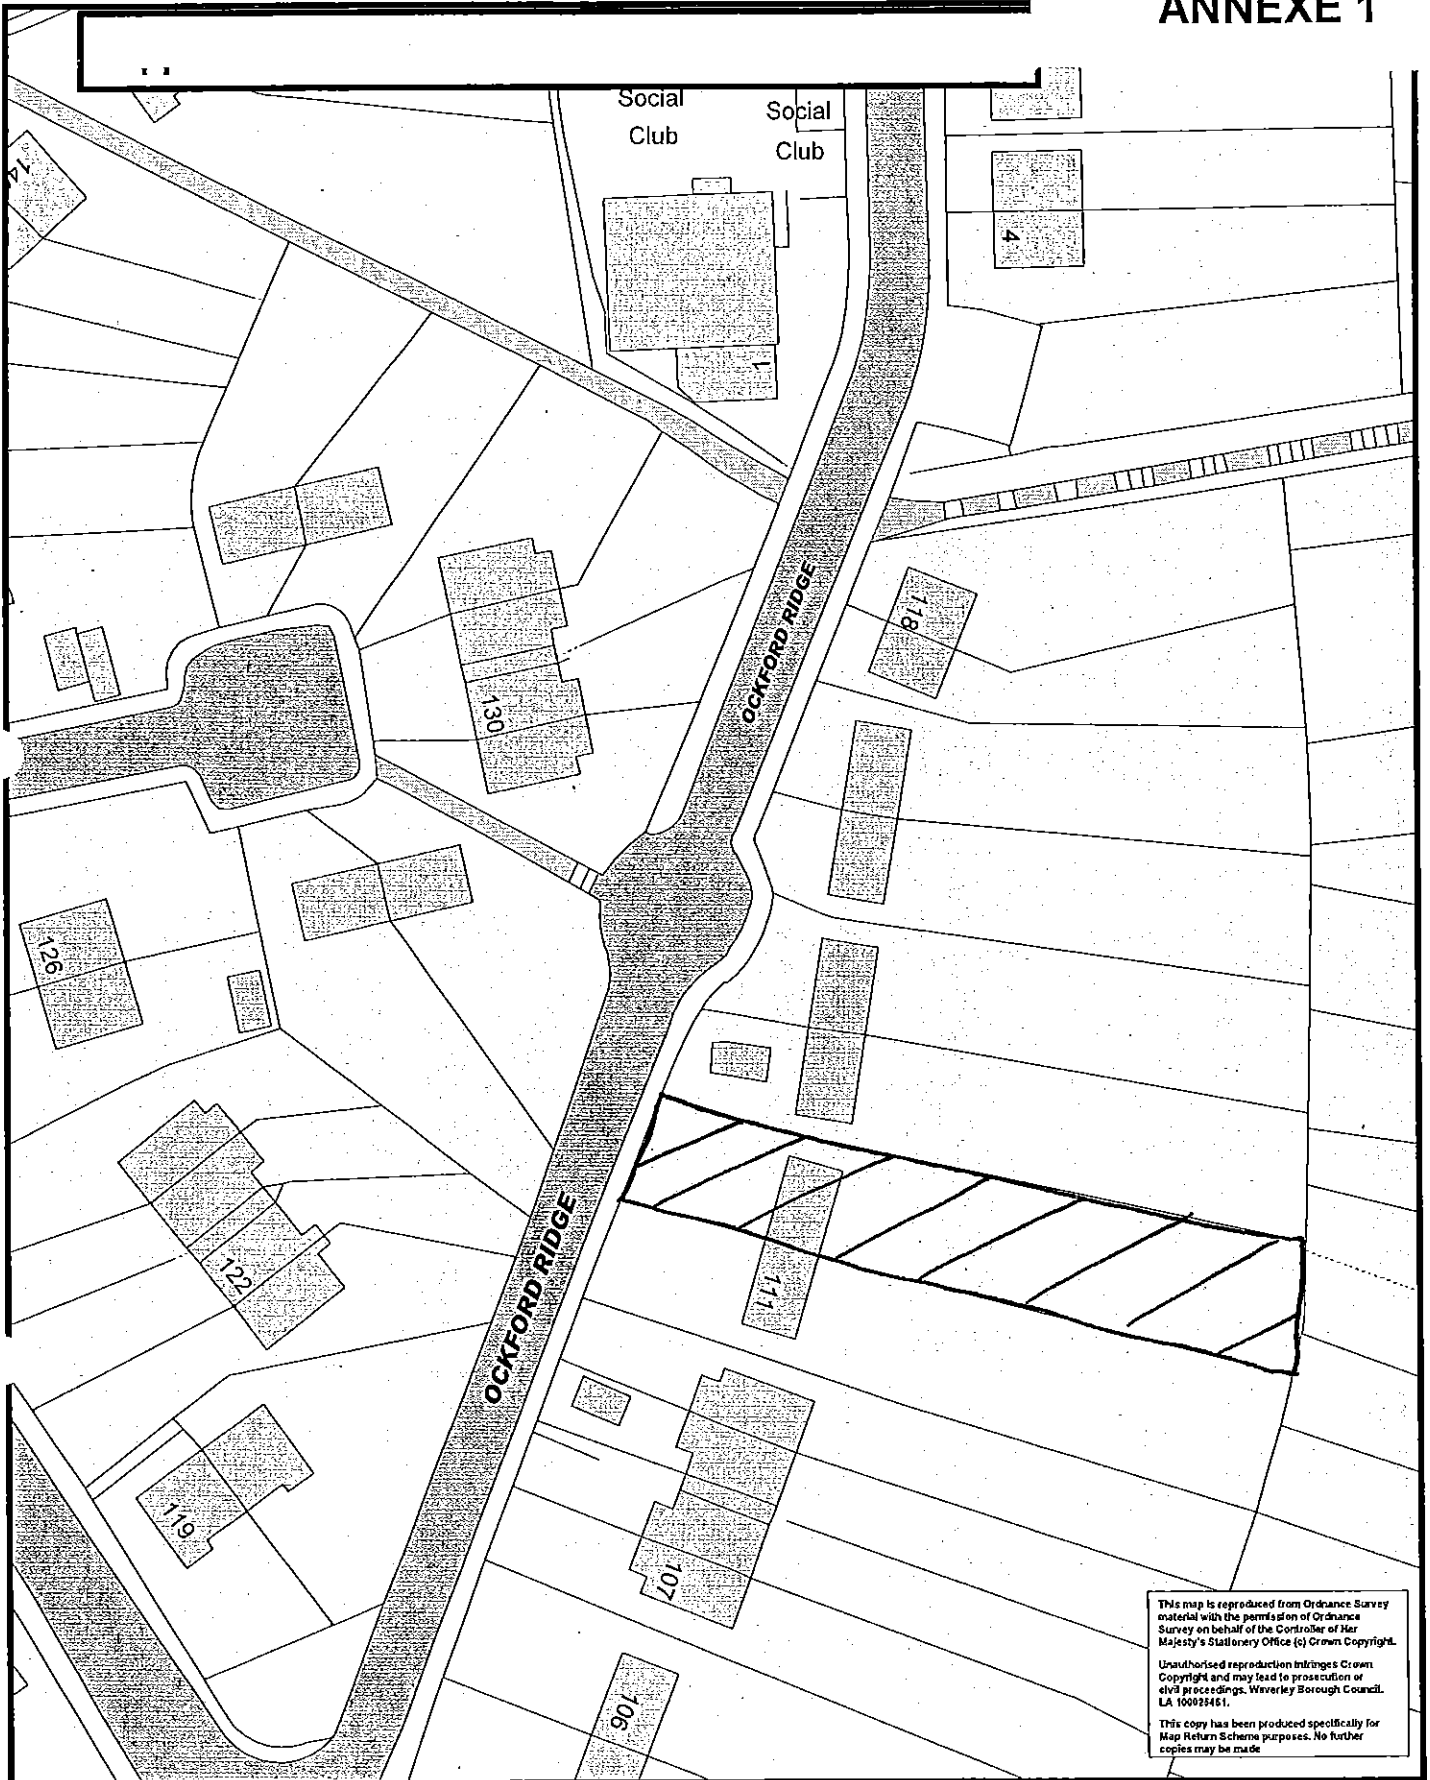 ANNEXE 1
Social
Club
Social
Club
4
1
OCKFORD RIDGE
118
130
126
122
OCKFORD RIDGE
111
119
107
106
This map is reproduced from Ordnance Survey
material with the permission of Ordnance
Survey on behalf of the Controller of Her
Majesty's Stationery Office (c) Crown Copyright.
Unauthorised reproduction infringes Crown
Copyright and may lead to prosecution or
civil proceedings. Waverley Borough Council.
LA 100025451.
This copy has been produced specifically for
Map Return Scheme purposes. No further
copies may be made